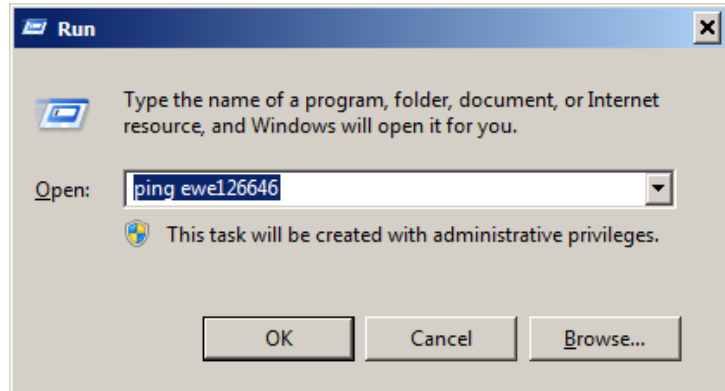 Run
Type the name of a program, folder, document, or Internet
resource, and Windows will open it for you.
Open: ping ewe126646
This task will be created with administrative privileges.
OK Cancel Browse...